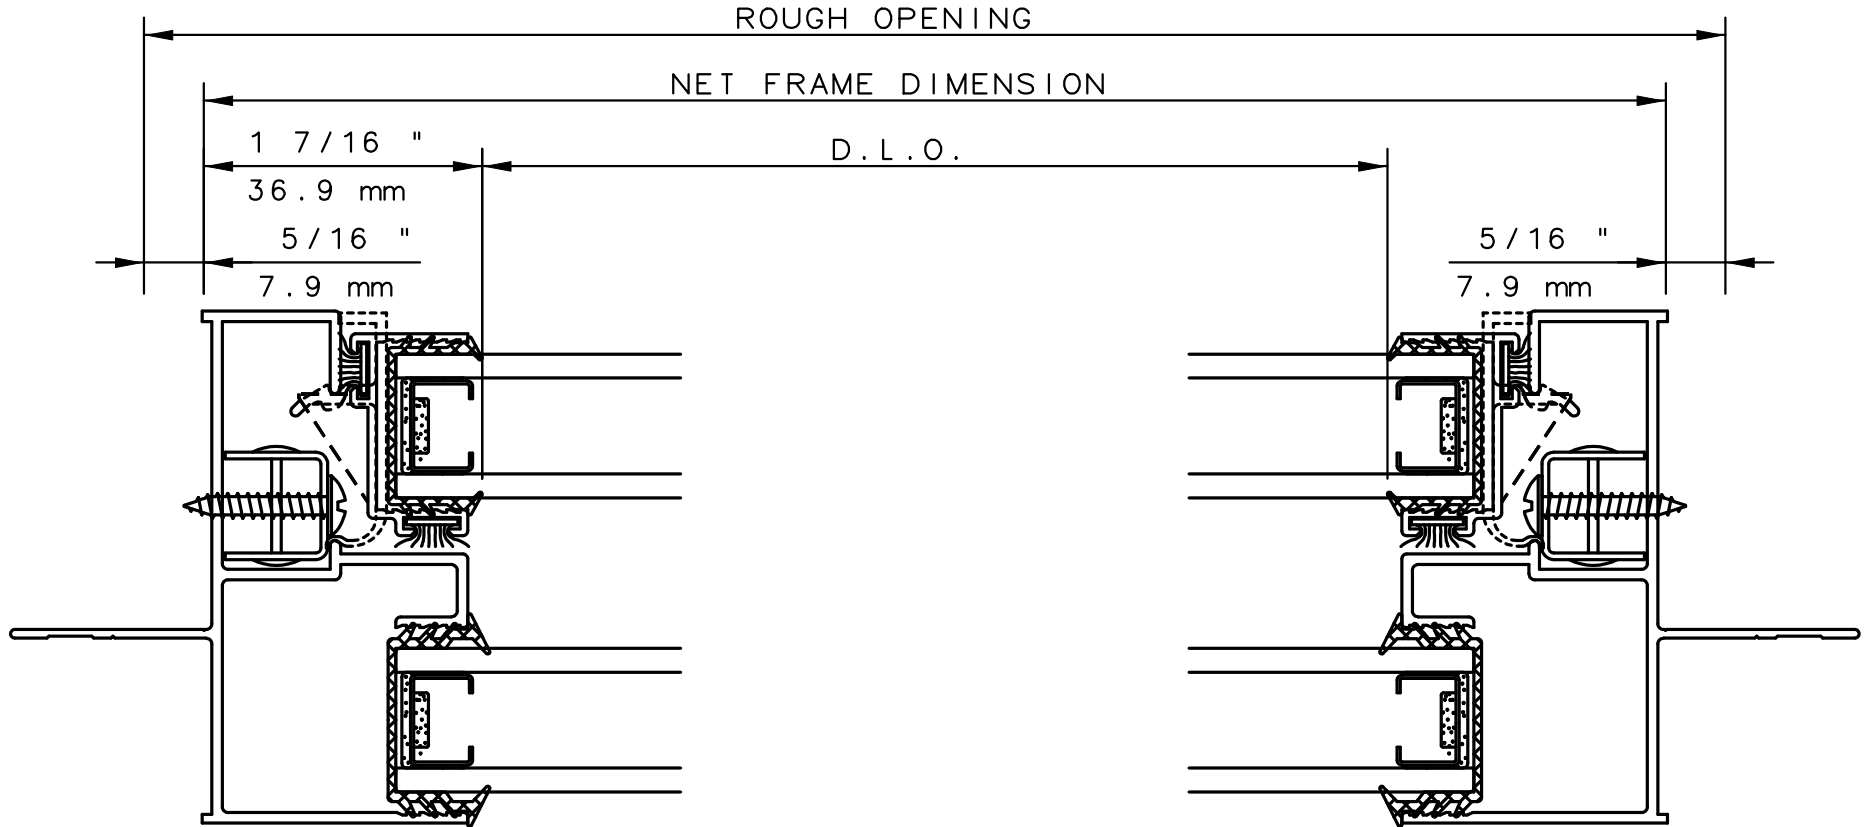 ROUGH OPENING
NET FRAME DIMENSION
1 7/16 "
36.9 mm
D.L.O.
5/16 "
7.9 mm
5/16 "
7.9 mm